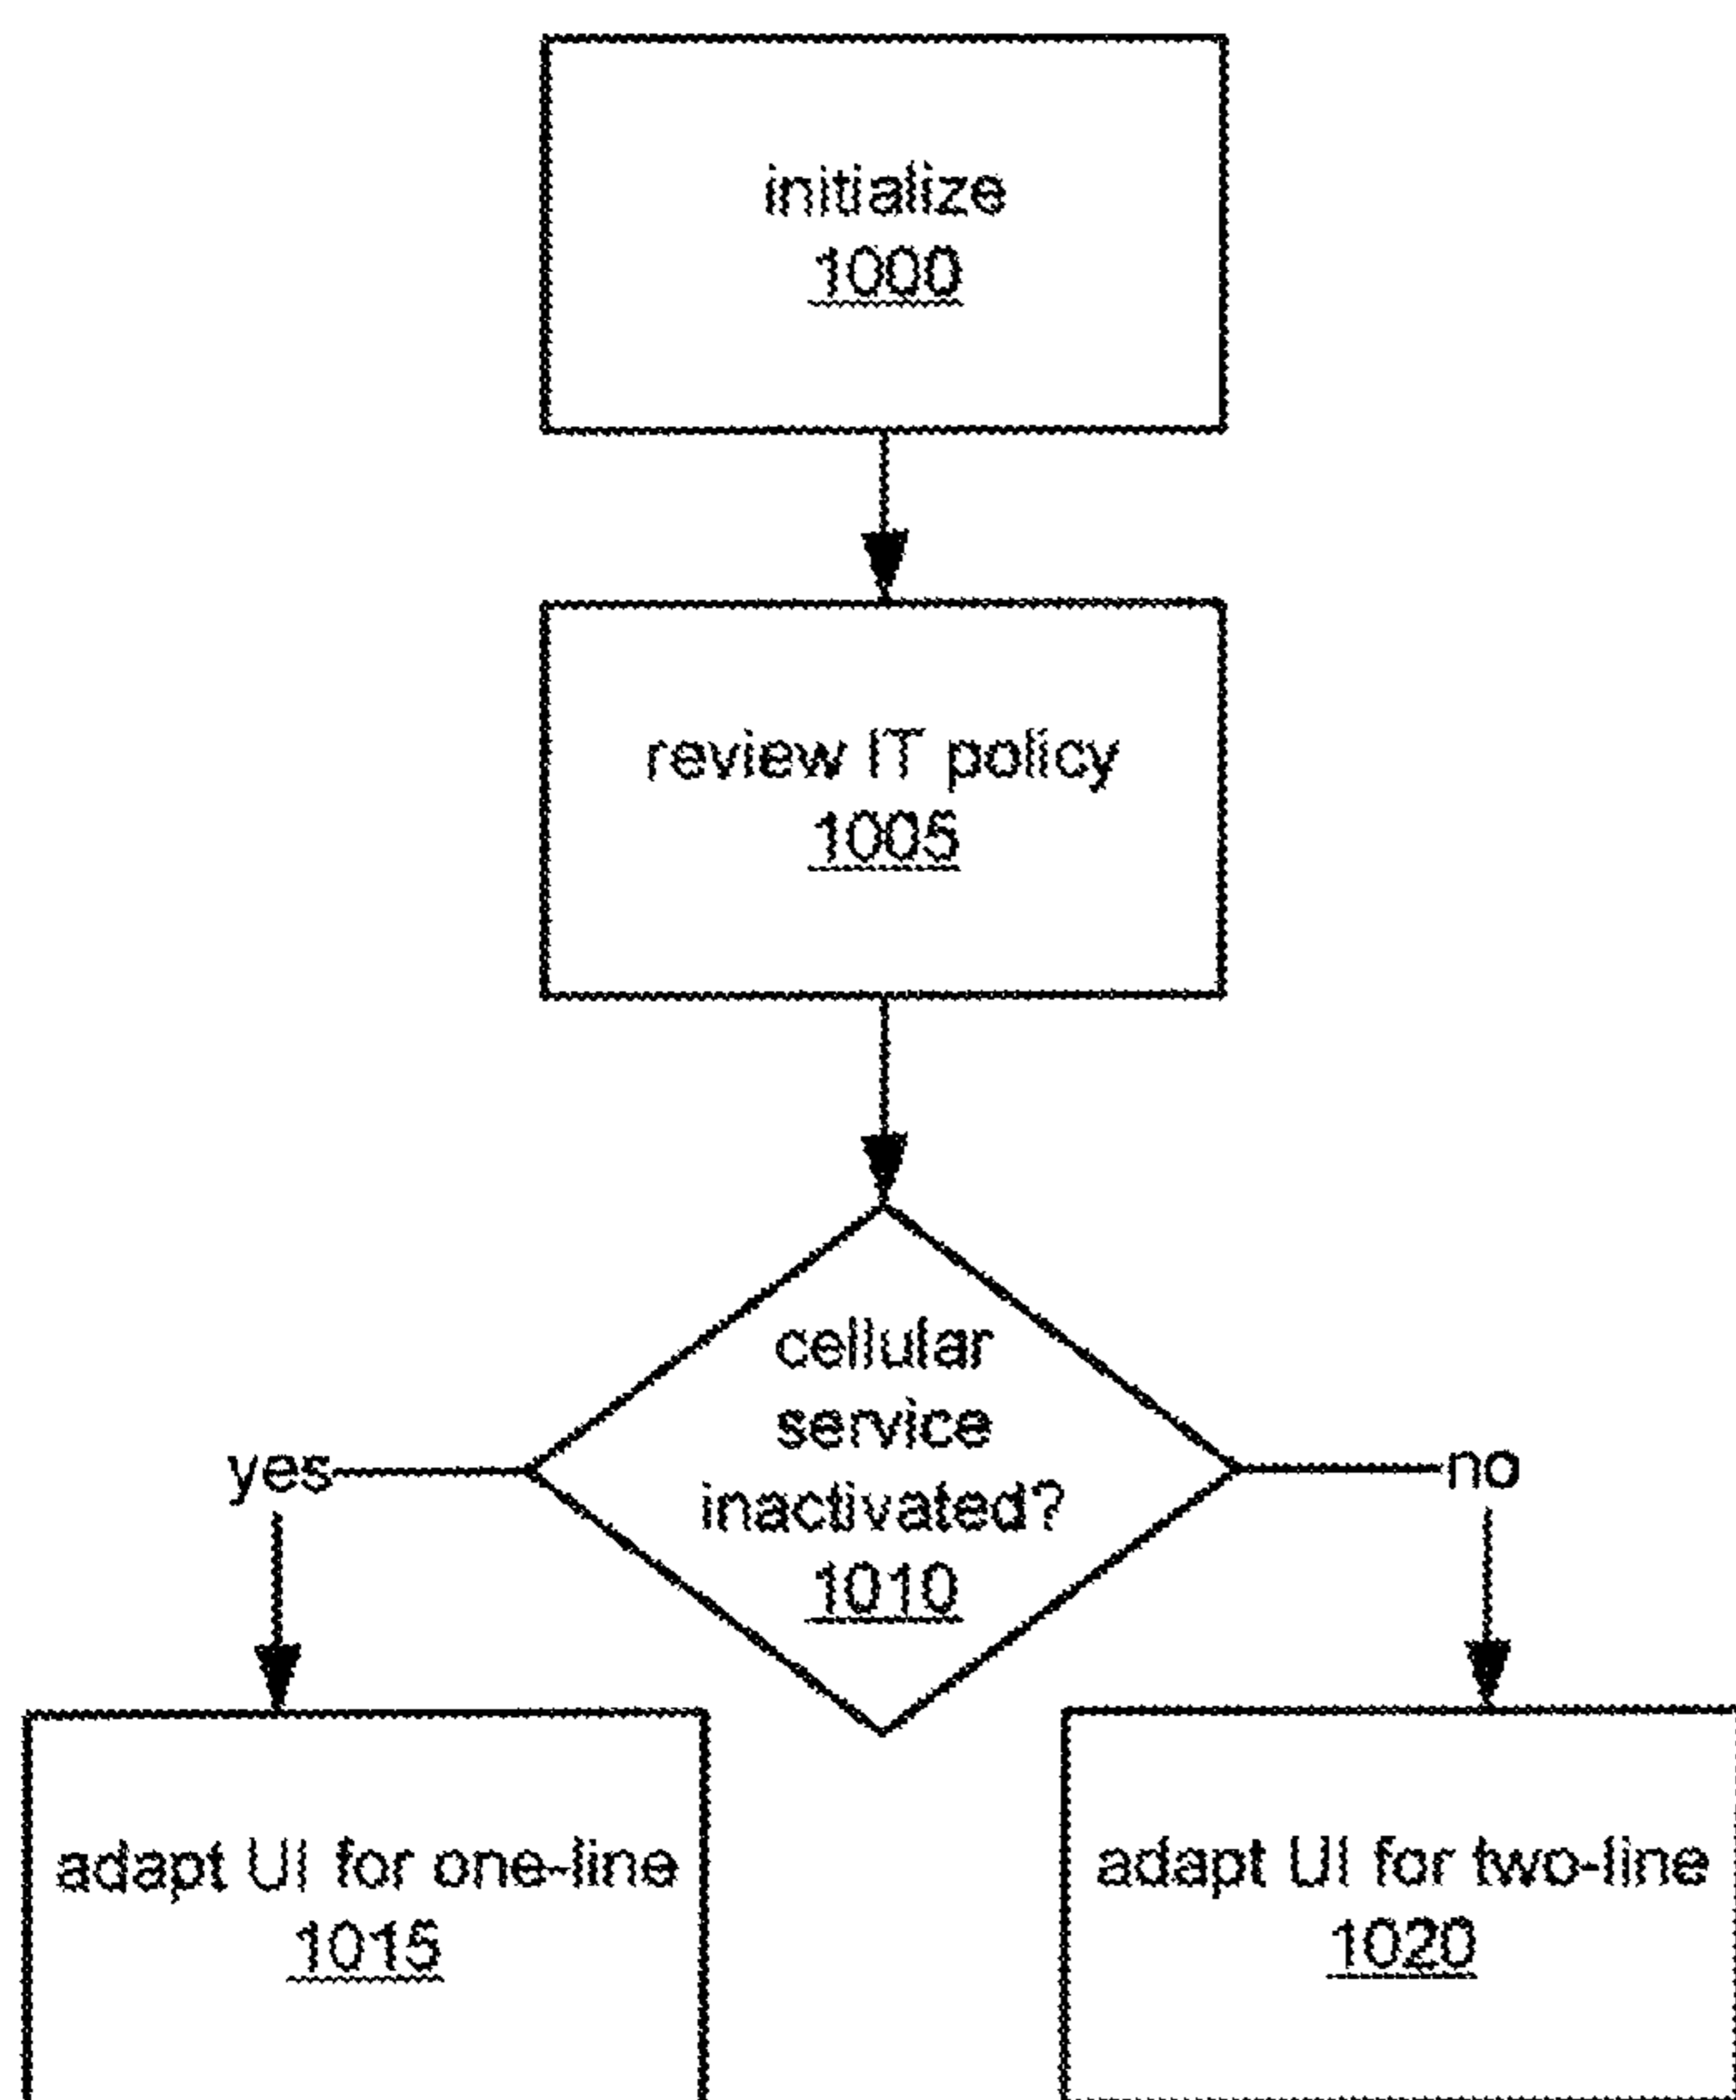 initialize
1000
review IT policy
1005
cellular
service
inactivated?
1010
yes
no
adapt UI for one-line
1015
adapt UI for two-line
1020